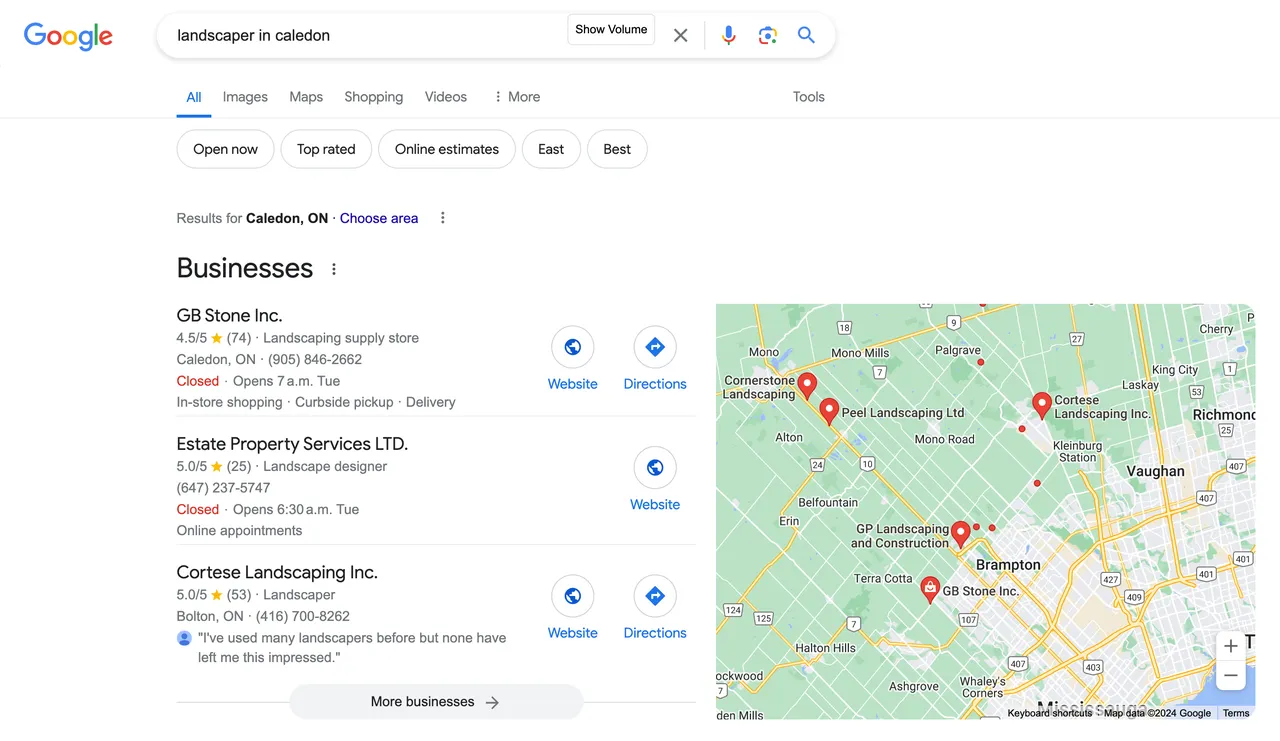 Google
landscaper in caledon
Show Volume
All Images Maps Shopping Videos More Tools
Open now Top rated Online estimates East Best
Results for Caledon, ON · Choose area
Businesses
GB Stone Inc.
4.5/5 (74) · Landscaping supply store
Caledon, ON · (905) 846-2662
Closed · Opens 7 a.m. Tue
In-store shopping · Curbside pickup · Delivery
Website
Directions
Estate Property Services LTD.
5.0/5 (25) · Landscape designer
(647) 237-5747
Closed · Opens 6:30 a.m. Tue
Online appointments
Website
Cortese Landscaping Inc.
5.0/5 (53) · Landscaper
Bolton, ON · (416) 700-8262
"I've used many landscapers before but none have
left me this impressed."
Website
Directions
More businesses
18
9
27
Cherry
P
Mono
Mono Mills
Palgrave
7
King City
1
Laskay
53
Cornerstone
Landscaping
Peel Landscaping Ltd
Cortese
Landscaping Inc.
Richmond
25
Alton
Mono Road
Kleinburg
Station
24
10
Vaughan
407
407
Belfountain
Erin
GP Landscaping
and Construction
Brampton
401
401
427
Terra Cotta
GB Stone Inc.
409
124
125
7
107
Halton Hills
407
403
T
ockwood
7
Ashgrove
Whaley's
Corners
den Mills
Mississauga
Keyboard shortcuts
Map data ©2024 Google
Terms